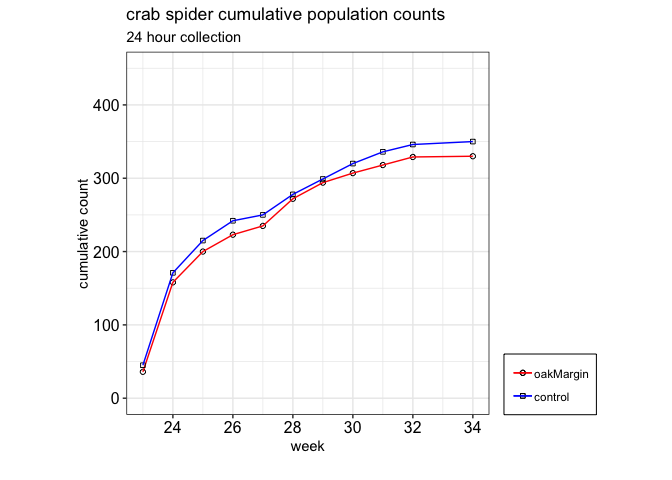 crab spider cumulative population counts
24 hour collection
400
300
200
100
0
cumulative count
24 26 28 30 32 34
week
oakMargin
control